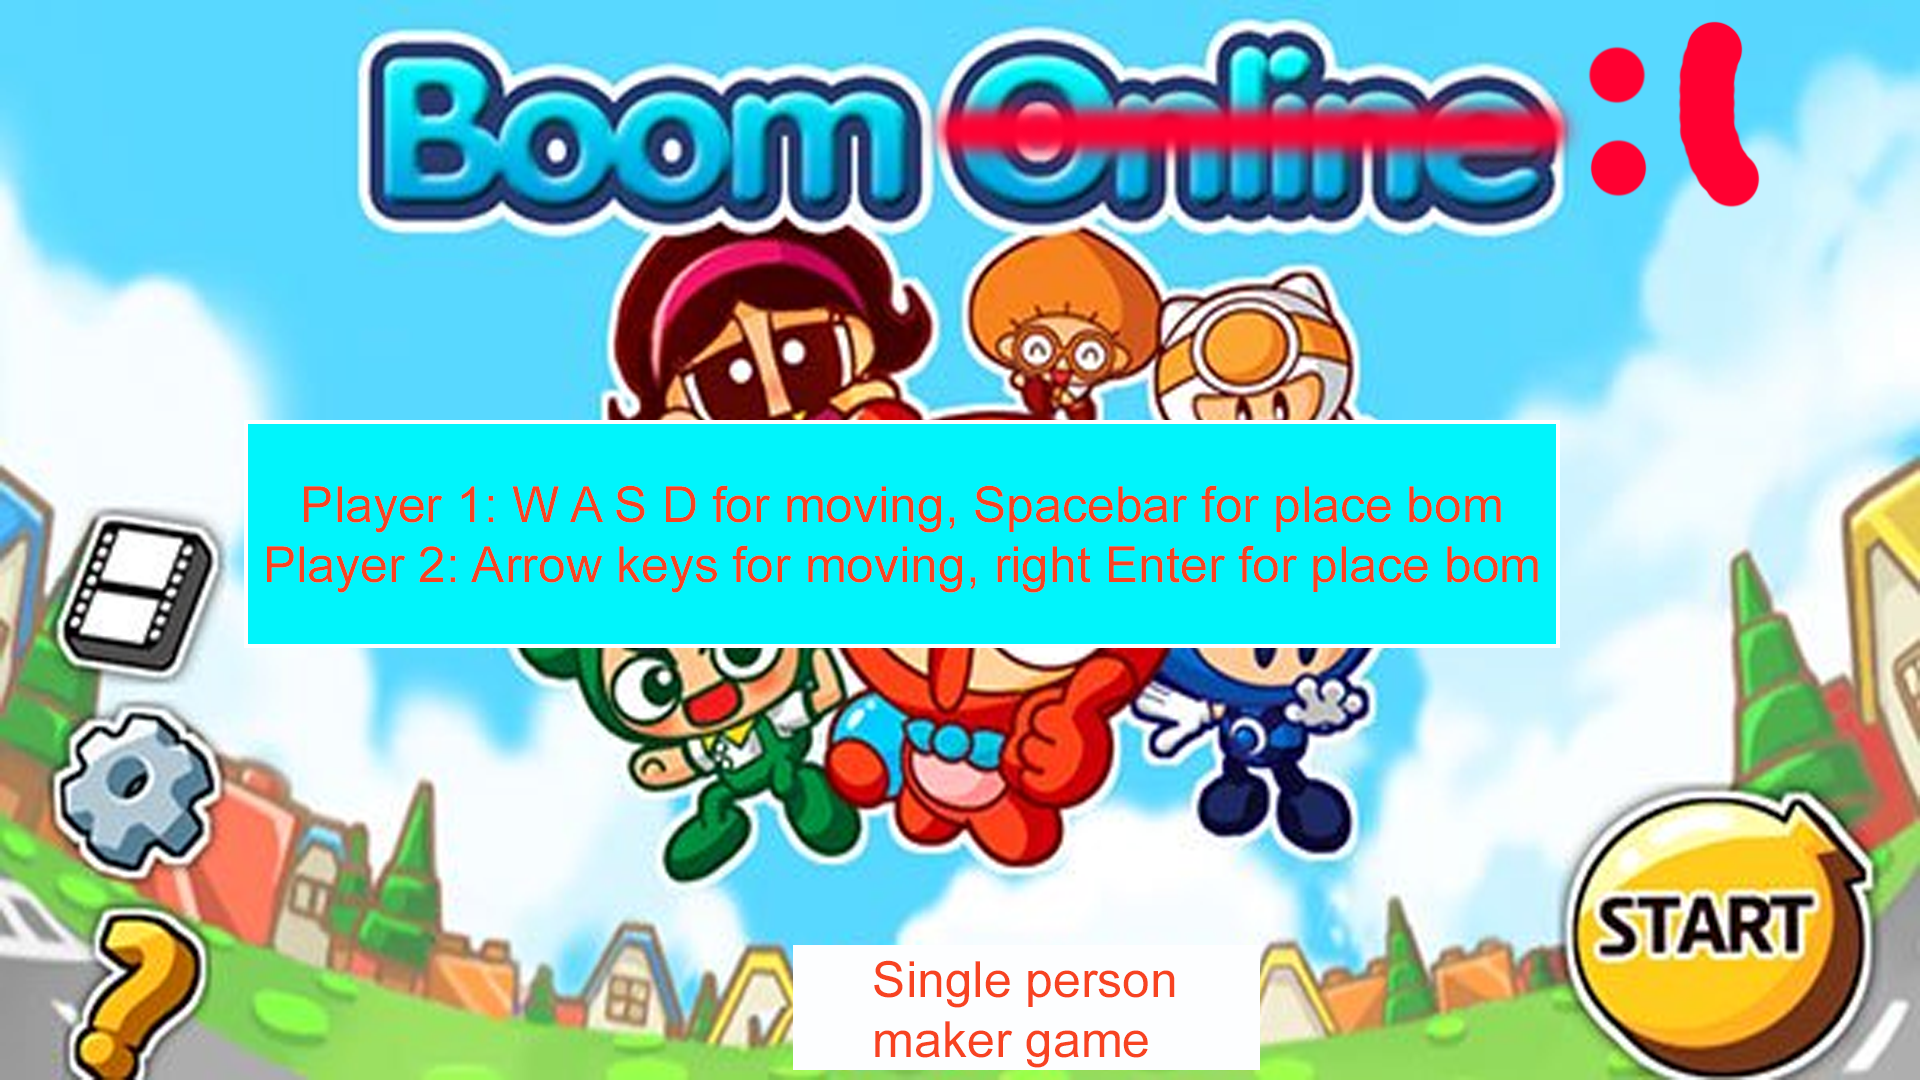 Boom Online :(
Player 1: W A S D for moving, Spacebar for place bom
Player 2: Arrow keys for moving, right Enter for place bom
?
START
Single person
maker game